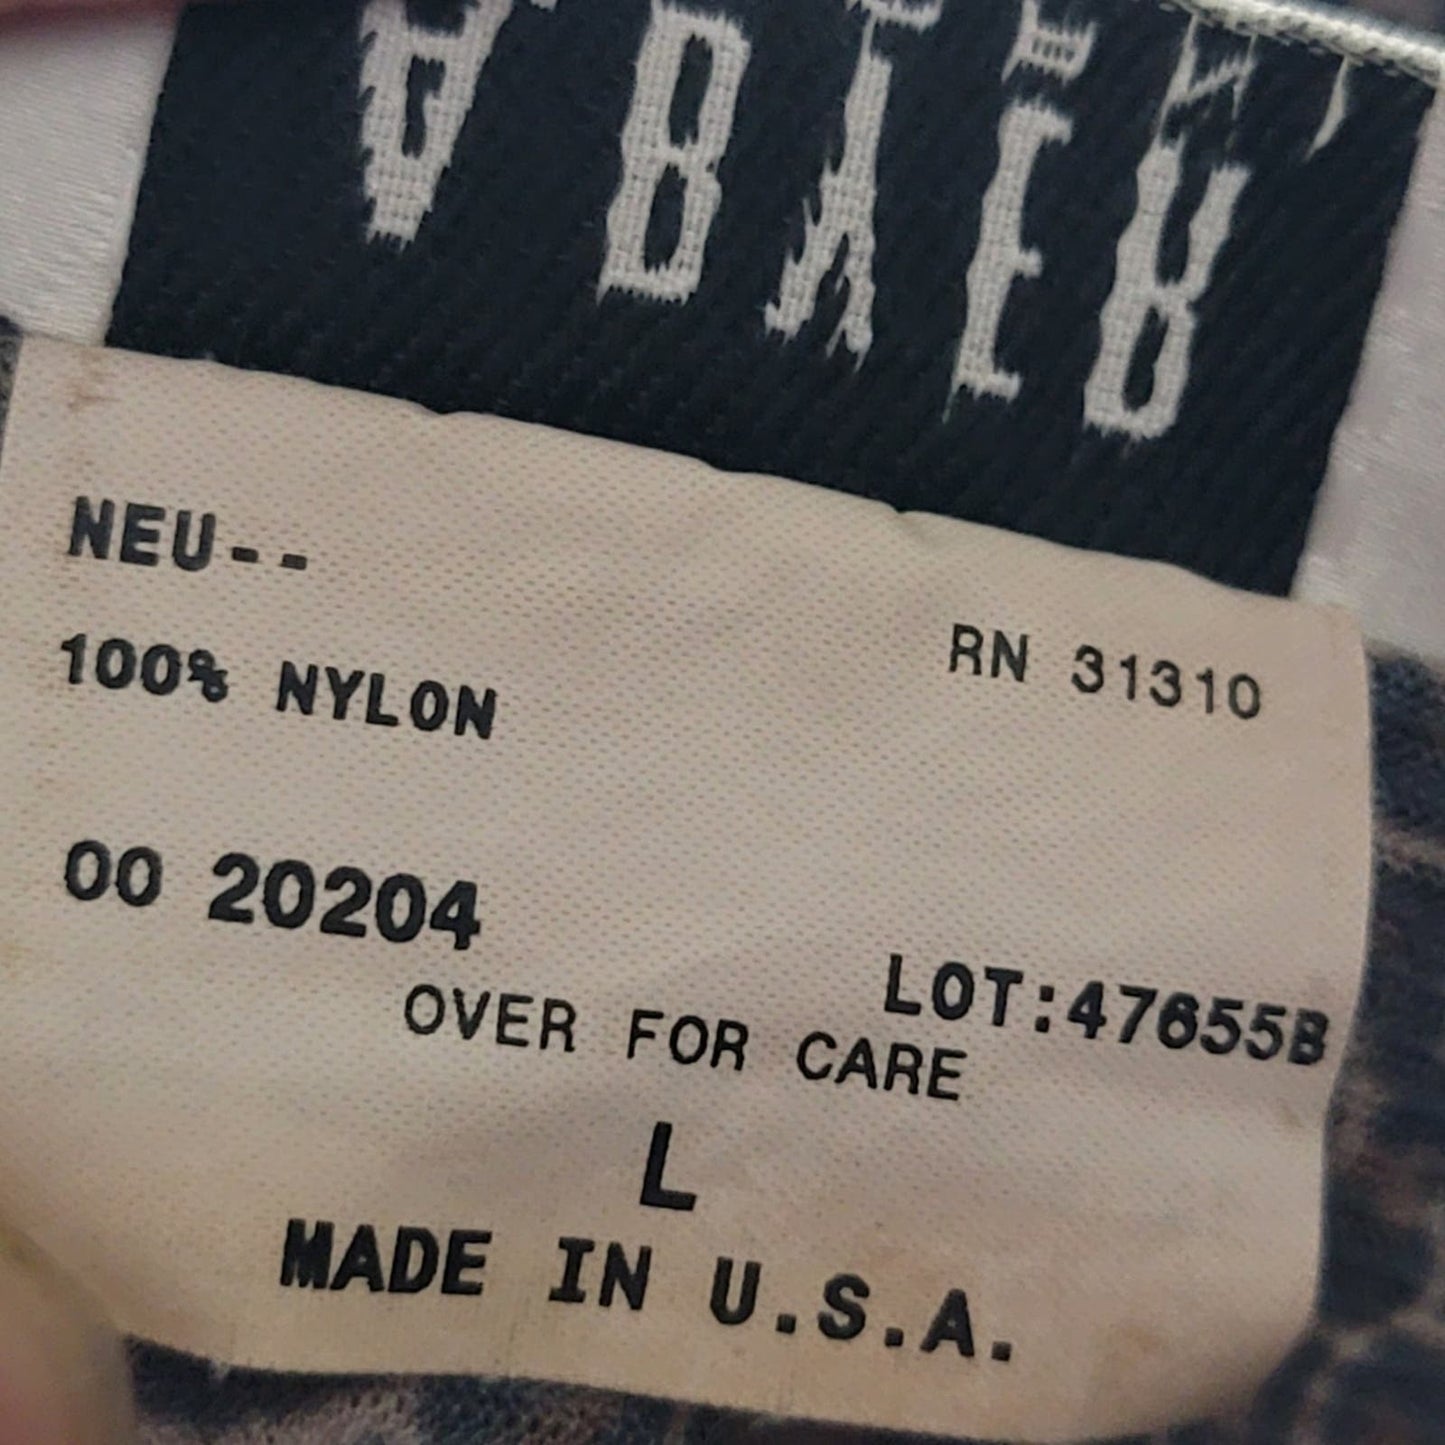 NEU--
RN 31310
100% NYLON
00 20204
LOT:47655B
OVER FOR CARE
L
MADE IN U.S.A.